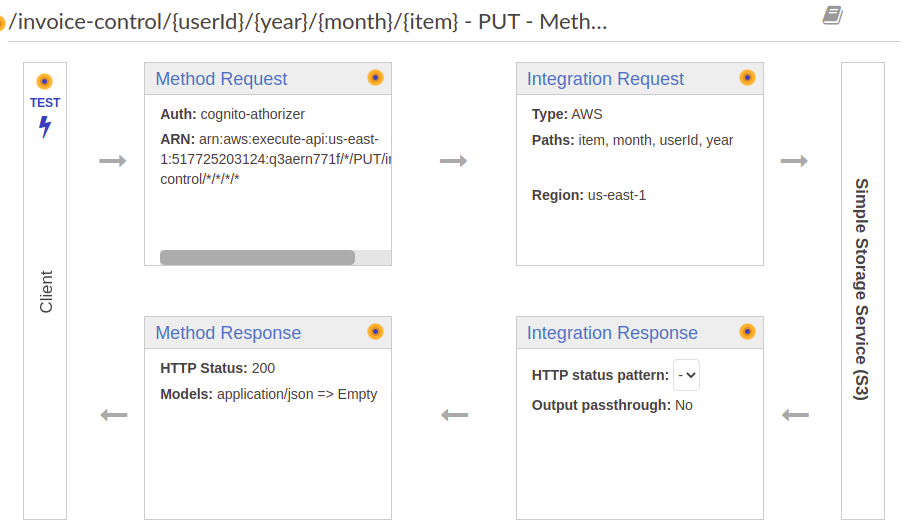 /invoice-control/{userId}/{year}/{month}/{item} - PUT - Meth...
TEST
Client
Method Request
Auth: cognito-athorizer
ARN: arn:aws:execute-api:us-east-
1:517725203124:q3aern771f/*/PUT/in
control/*/*/*/*
Integration Request
Type: AWS
Paths: item, month, userId, year
Region: us-east-1
Simple Storage Service (S3)
Method Response
HTTP Status: 200
Models: application/json => Empty
Integration Response
HTTP status pattern: -
Output passthrough: No